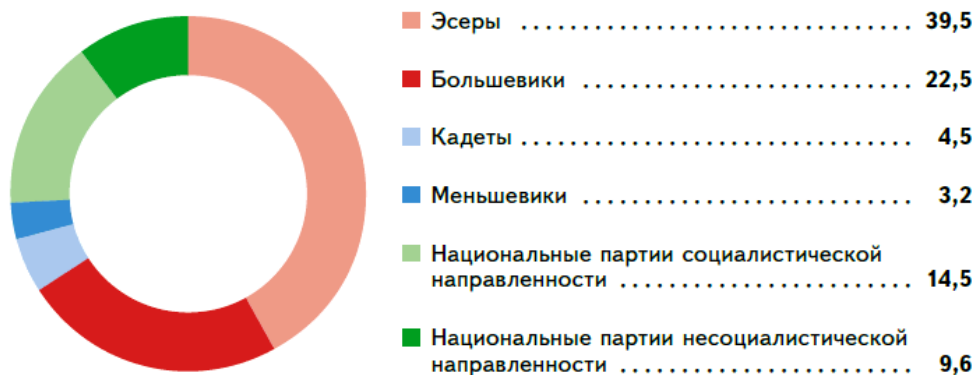 Эсеры ................................ 39,5
Большевики ........................... 22,5
Кадеты ............................... 4,5
Меньшевики ........................... 3,2
Национальные партии социалистической
направленности ........................ 14,5
Национальные партии несоциалистической
направленности ........................ 9,6